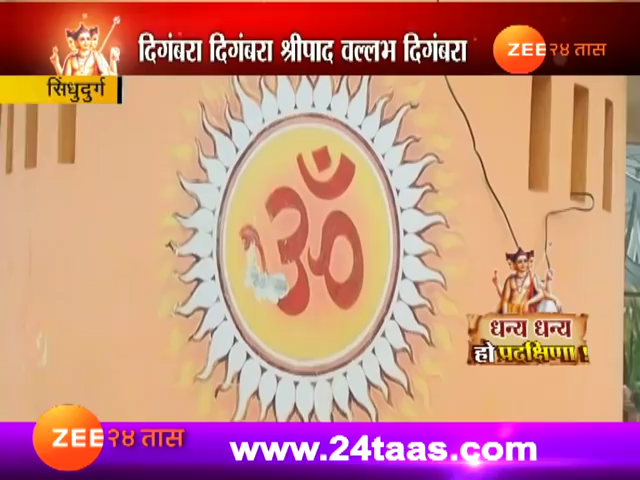 दिगंबरा दिगंबरा श्रीपाद वल्लभ दिगंबरा
ZEE २४ तास
सिंधुदुर्ग
ॐ
धन्य धन्य
हो प्रदक्षिणा !
ZEE २४ तास
www.24taas.com